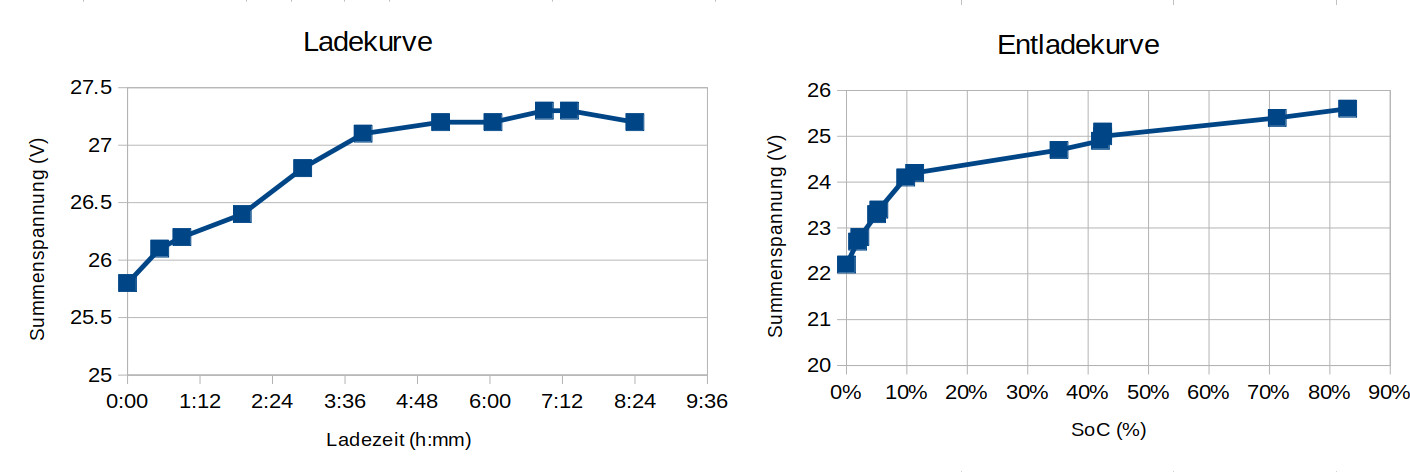 Ladekurve
Summenspannung (V)
27.5
27
26.5
26
25.5
25
0:00 1:12 2:24 3:36 4:48 6:00 7:12 8:24 9:36
Ladezeit (h:mm)
Entladekurve
Summenspannung (V)
26
25
24
23
22
21
20
0% 10% 20% 30% 40% 50% 60% 70% 80% 90%
SoC (%)